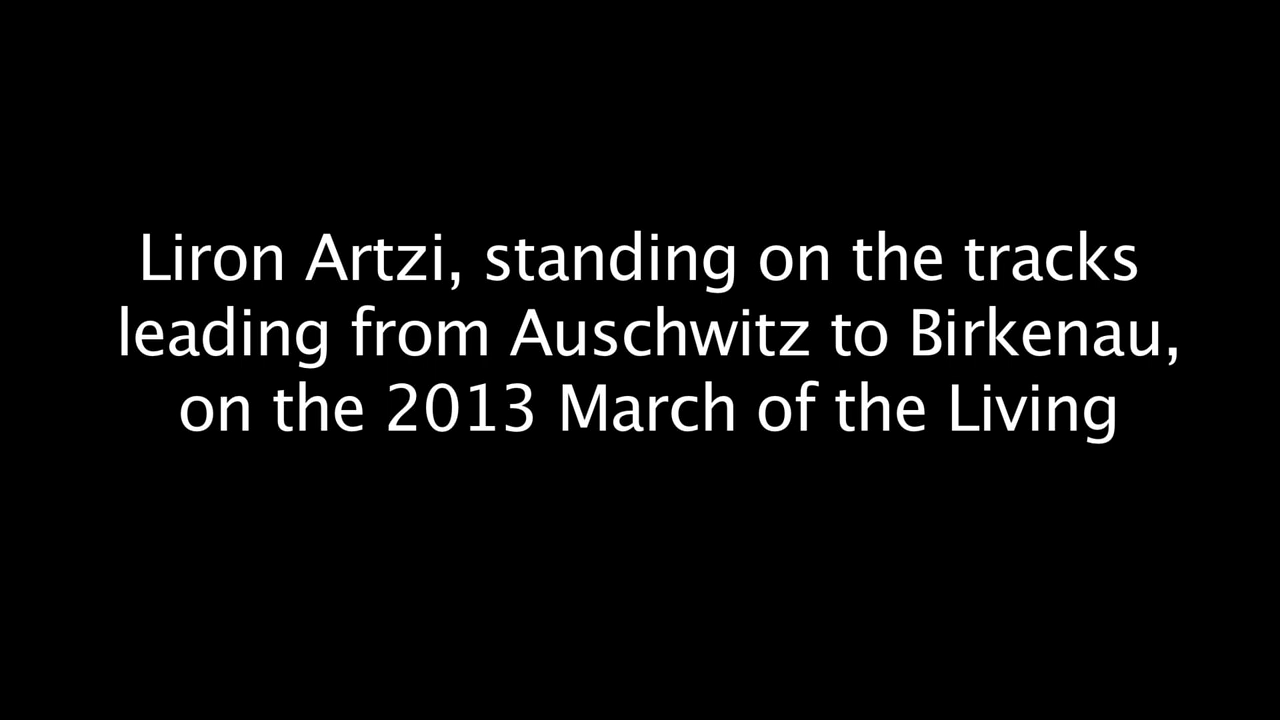 Liron Artzi, standing on the tracks
leading from Auschwitz to Birkenau,
on the 2013 March of the Living